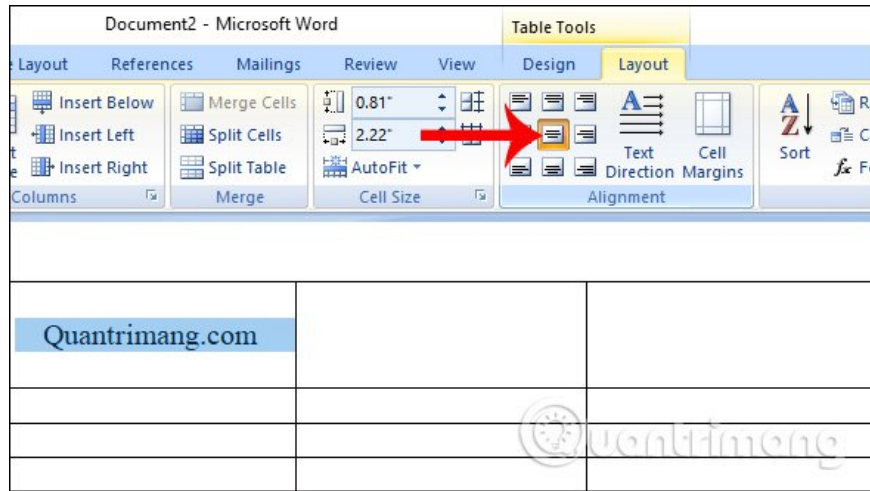 Document2 - Microsoft Word
Table Tools
Layout References Mailings Review View Design Layout
Insert Below
Insert Left
Insert Right
Columns
Merge Cells
Split Cells
Split Table
Merge
0.81"
2.22"
AutoFit
Cell Size
Text Direction
Cell Margins
Alignment
A
Z
Sort
R
C
fx F
Quantrimang.com
Quantrimang